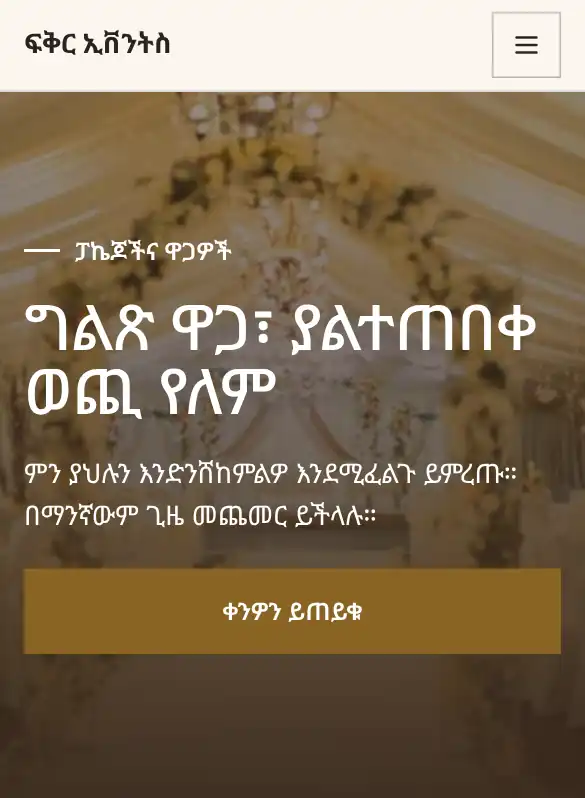 ፍቅር ኢቨንትስ
ፓኬጆችና ዋጋዎች
ግልጽ ዋጋ፣ ያልተጠበቀ
ወጪ የለም
ምን ያህሉን እንድንሸከምልዎ እንደሚፈልጉ ይምረጡ።
በማንኛውም ጊዜ መጨመር ይችላሉ።
ቀንዎን ይጠይቁ